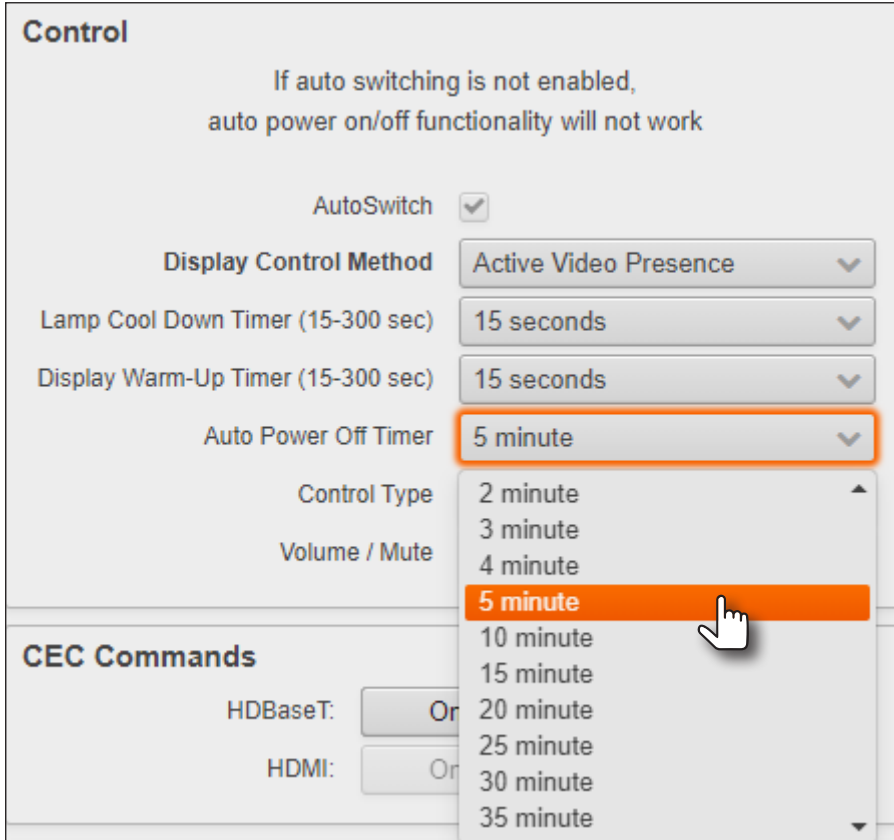 Control
If auto switching is not enabled,
auto power on/off functionality will not work
AutoSwitch
Display Control Method Active Video Presence
Lamp Cool Down Timer (15-300 sec) 15 seconds
Display Warm-Up Timer (15-300 sec) 15 seconds
Auto Power Off Timer 5 minute
Control Type
Volume / Mute
2 minute
3 minute
4 minute
5 minute
10 minute
15 minute
20 minute
25 minute
30 minute
35 minute
CEC Commands
HDBaseT:
HDMI: